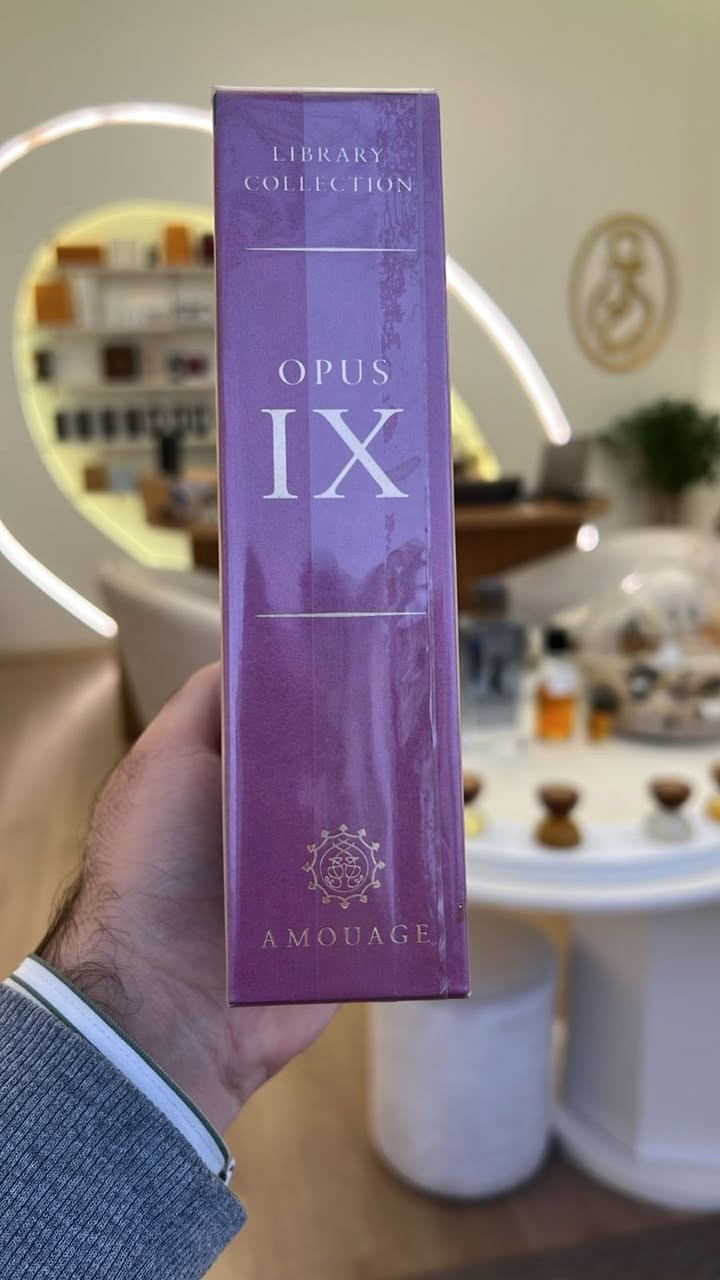 LIBRARY
COLLECTION
OPUS
IX
AMOUAGE